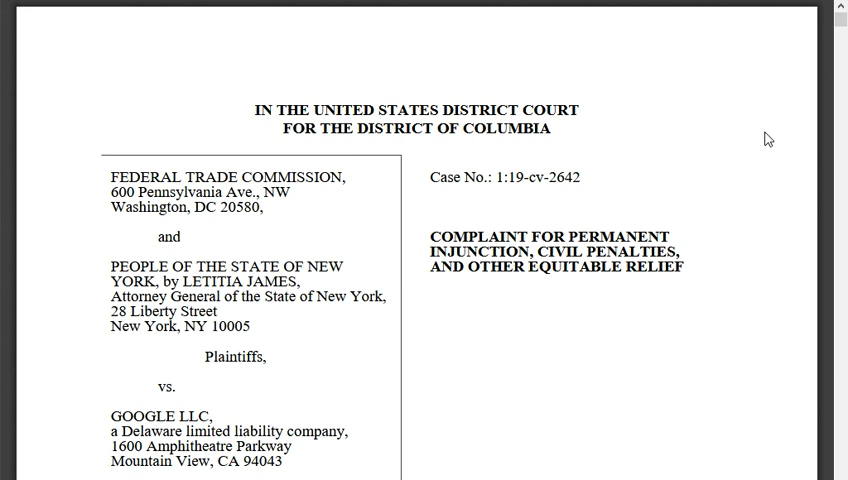 IN THE UNITED STATES DISTRICT COURT
FOR THE DISTRICT OF COLUMBIA
FEDERAL TRADE COMMISSION,
600 Pennsylvania Ave., NW
Washington, DC 20580,
and
PEOPLE OF THE STATE OF NEW
YORK, by LETITIA JAMES,
Attorney General of the State of New York,
28 Liberty Street
New York, NY 10005
Plaintiffs,
vs.
GOOGLE LLC,
a Delaware limited liability company,
1600 Amphitheatre Parkway
Mountain View, CA 94043
Case No.: 1:19-cv-2642
COMPLAINT FOR PERMANENT
INJUNCTION, CIVIL PENALTIES,
AND OTHER EQUITABLE RELIEF